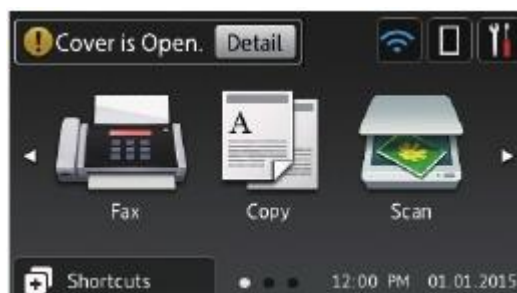 Cover is Open. Detail
A
Fax Copy Scan
Shortcuts 12:00 PM 01.01.2015